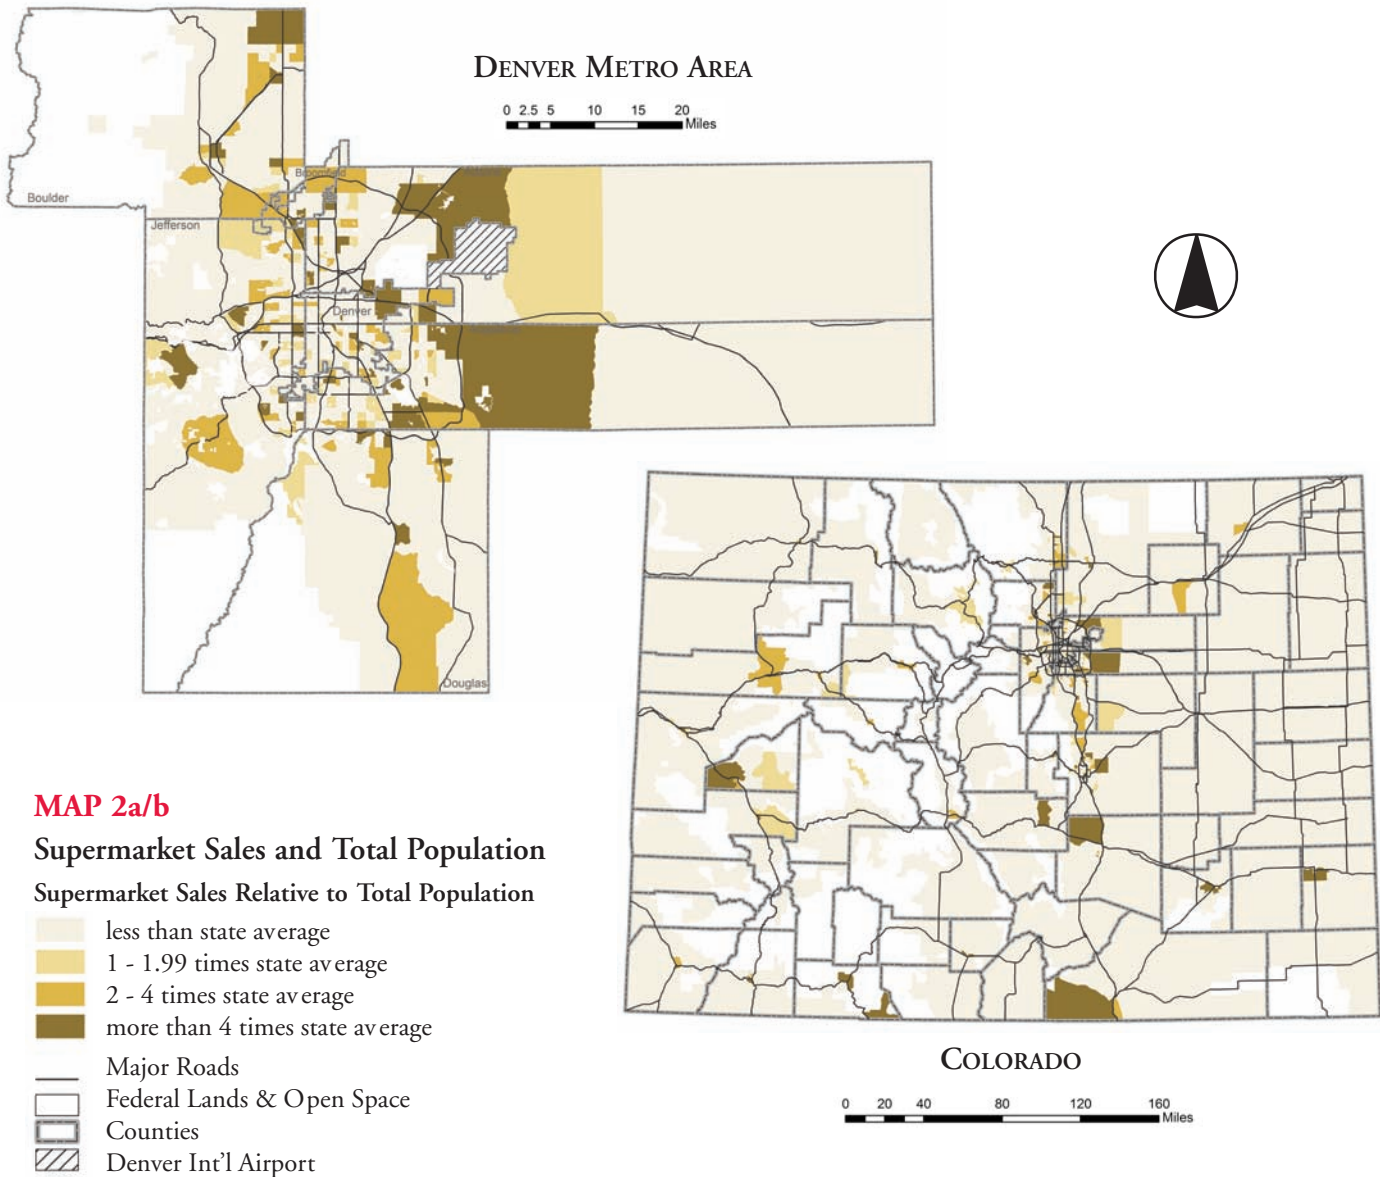 DENVER METRO AREA
0 2.5 5 10 15 20
Miles
Boulder
Broomfield
Jefferson
Denver
Douglas
MAP 2a/b
Supermarket Sales and Total Population
Supermarket Sales Relative to Total Population
less than state average
1 - 1.99 times state average
2 - 4 times state average
more than 4 times state average
Major Roads
Federal Lands & Open Space
Counties
Denver Int'l Airport
COLORADO
0 20 40 80 120 160
Miles